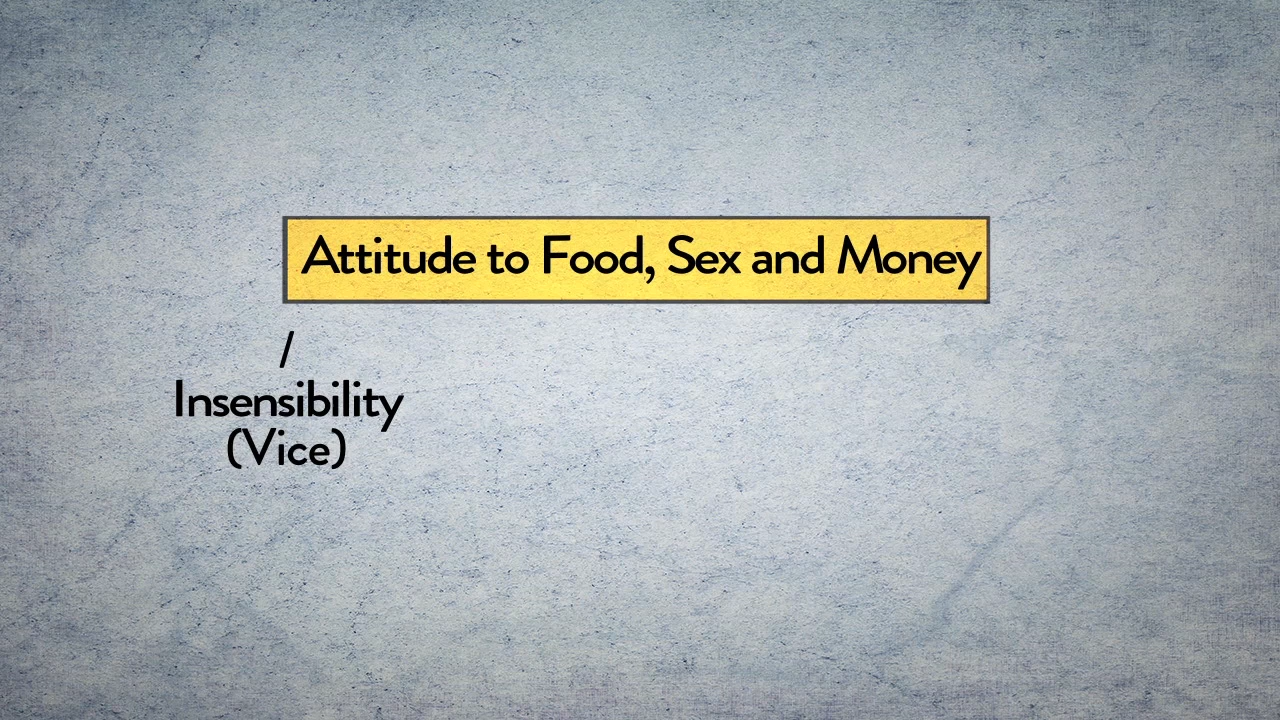 Attitude to Food, Sex and Money
/
Insensibility
(Vice)